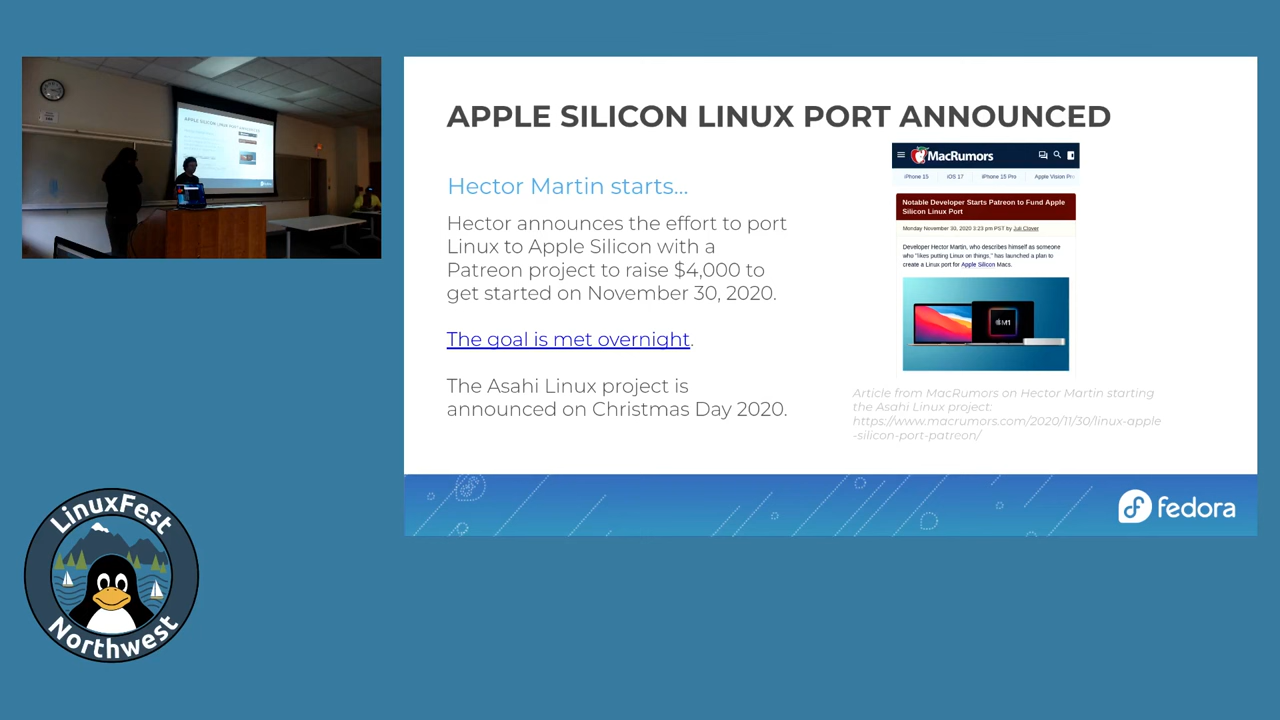 APPLE SILICON LINUX PORT ANNOUNCED
Hector Martin starts...
Hector announces the effort to port
Linux to Apple Silicon with a
Patreon project to raise $4,000 to
get started on November 30, 2020.
The goal is met overnight.
The Asahi Linux project is
announced on Christmas Day 2020.
MacRumors
iPhone 15 iOS 17 iPhone 15 Pro Apple Vision Pro
Notable Developer Starts Patreon to Fund Apple
Silicon Linux Port
Monday November 30, 2020 3:23 pm PST by Juli Clover
Developer Hector Martin, who describes himself as someone
who "likes putting Linux on things," has launched a plan to
create a Linux port for Apple Silicon Macs.
M1
Article from MacRumors on Hector Martin starting
the Asahi Linux project:
https://www.macrumors.com/2020/11/30/linux-apple
-silicon-port-patreon/
fedora
APPLE SILICON LINUX PORT ANNOUNCED
LinuxFest
Northwest